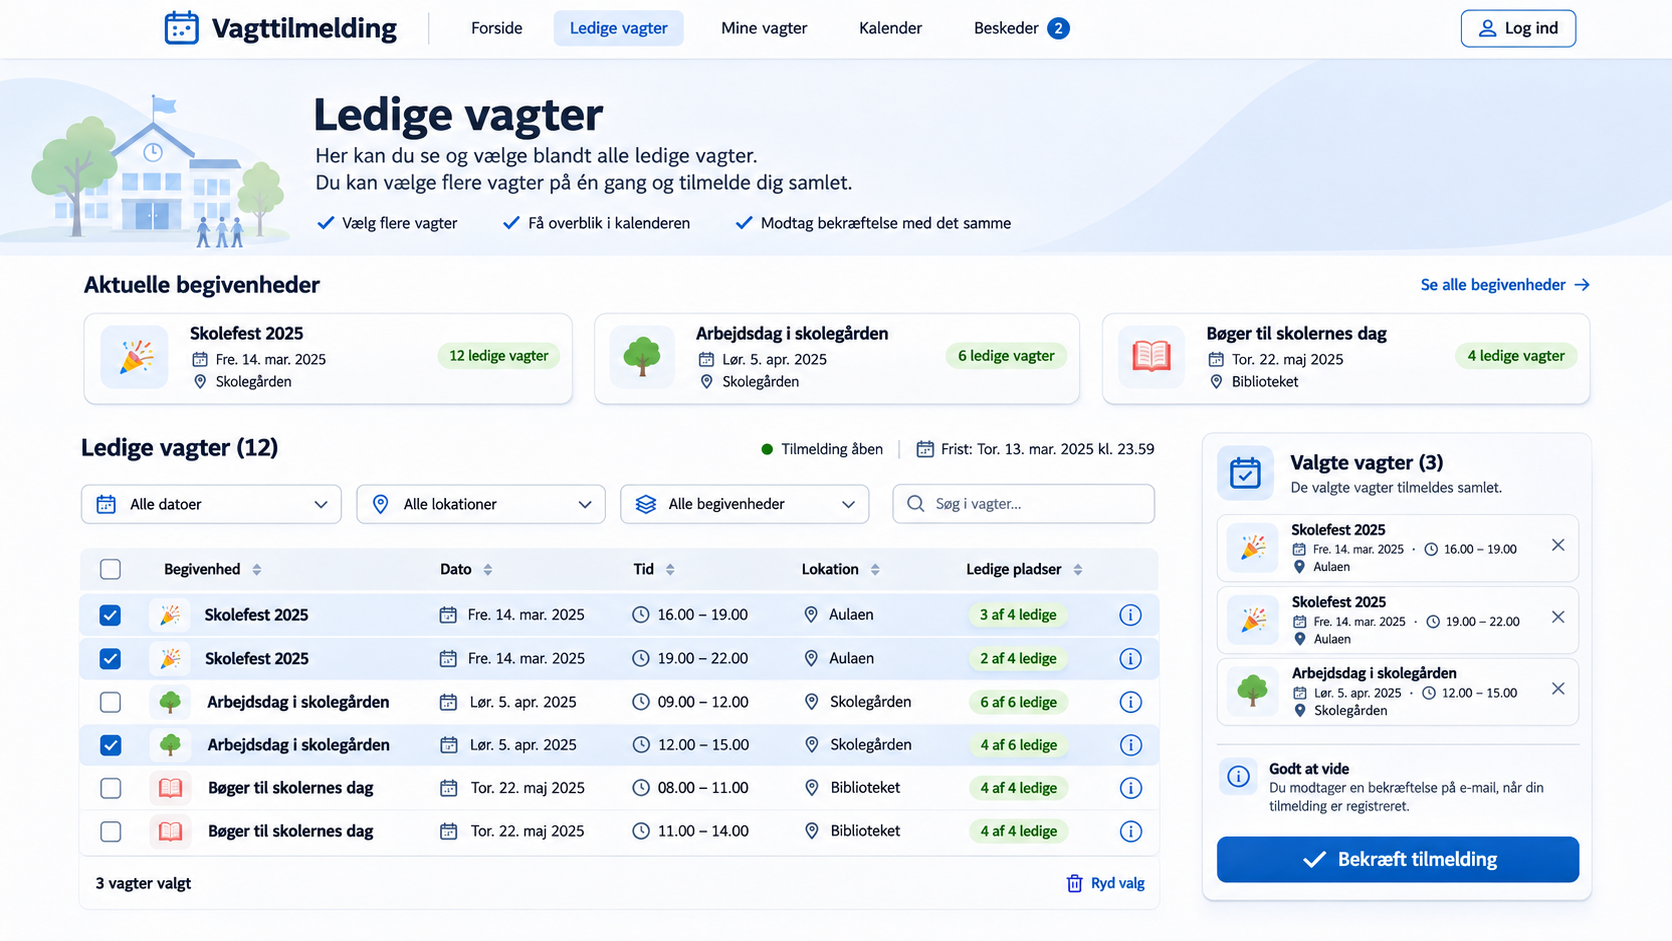 Vagttilmelding
Forside
Ledige vagter
Mine vagter
Kalender
Beskeder 2
Log ind
Ledige vagter
Her kan du se og vælge blandt alle ledige vagter.
Du kan vælge flere vagter på én gang og tilmelde dig samlet.
Vælg flere vagter
Få overblik i kalenderen
Modtag bekræftelse med det samme
Aktuelle begivenheder
Se alle begivenheder →
Skolefest 2025
Fre. 14. mar. 2025
Skolegården
12 ledige vagter
Arbejdsdag i skolegården
Lør. 5. apr. 2025
Skolegården
6 ledige vagter
Bøger til skolernes dag
Tor. 22. maj 2025
Biblioteket
4 ledige vagter
Ledige vagter (12)
Tilmelding åben
Frist: Tor. 13. mar. 2025 kl. 23.59
Alle datoer
Alle lokationer
Alle begivenheder
Søg i vagter...
Begivenhed Dato Tid Lokation Ledige pladser
Skolefest 2025 Fre. 14. mar. 2025 16.00 – 19.00 Aulaen 3 af 4 ledige
Skolefest 2025 Fre. 14. mar. 2025 19.00 – 22.00 Aulaen 2 af 4 ledige
Arbejdsdag i skolegården Lør. 5. apr. 2025 09.00 – 12.00 Skolegården 6 af 6 ledige
Arbejdsdag i skolegården Lør. 5. apr. 2025 12.00 – 15.00 Skolegården 4 af 6 ledige
Bøger til skolernes dag Tor. 22. maj 2025 08.00 – 11.00 Biblioteket 4 af 4 ledige
Bøger til skolernes dag Tor. 22. maj 2025 11.00 – 14.00 Biblioteket 4 af 4 ledige
3 vagter valgt
Ryd valg
Valgte vagter (3)
De valgte vagter tilmeldes samlet.
Skolefest 2025
Fre. 14. mar. 2025 · 16.00 – 19.00
Aulaen
Skolefest 2025
Fre. 14. mar. 2025 · 19.00 – 22.00
Aulaen
Arbejdsdag i skolegården
Lør. 5. apr. 2025 · 12.00 – 15.00
Skolegården
Godt at vide
Du modtager en bekræftelse på e-mail, når din
tilmelding er registreret.
Bekræft tilmelding